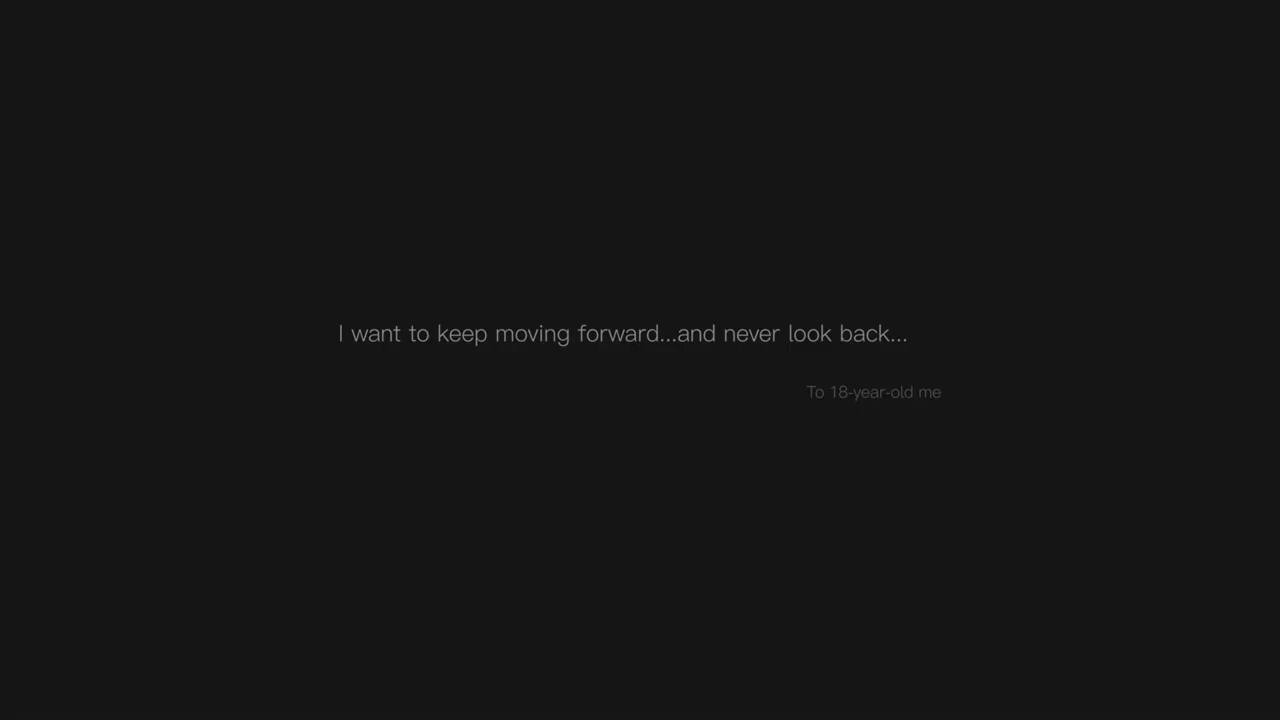 I want to keep moving forward...and never look back...
To 18-year-old me